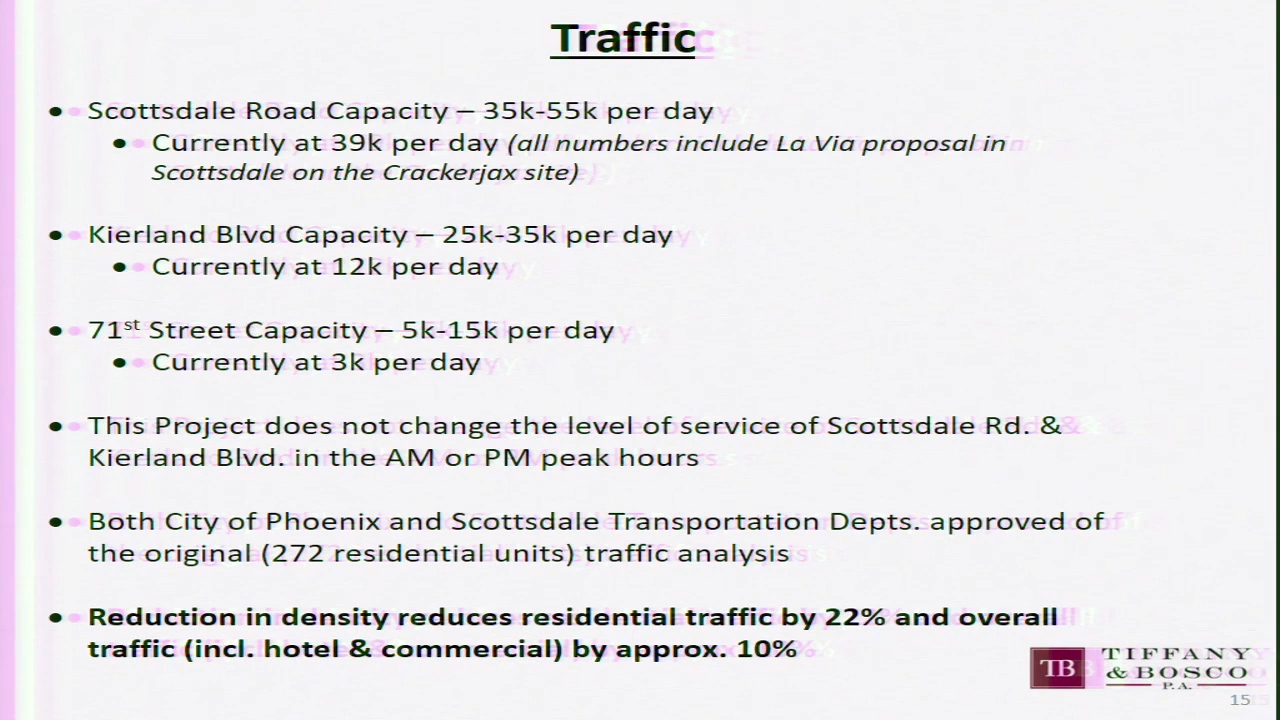 Traffic
• Scottsdale Road Capacity – 35k-55k per day
• Currently at 39k per day (all numbers include La Via proposal in
Scottsdale on the Crackerjax site)
• Kierland Blvd Capacity – 25k-35k per day
• Currently at 12k per day
• 71st Street Capacity – 5k-15k per day
• Currently at 3k per day
• This Project does not change the level of service of Scottsdale Rd. &
Kierland Blvd. in the AM or PM peak hours
• Both City of Phoenix and Scottsdale Transportation Depts. approved of
the original (272 residential units) traffic analysis
• Reduction in density reduces residential traffic by 22% and overall
traffic (incl. hotel & commercial) by approx. 10%
TB TIFFANY
& BOSCO
P.A.
15